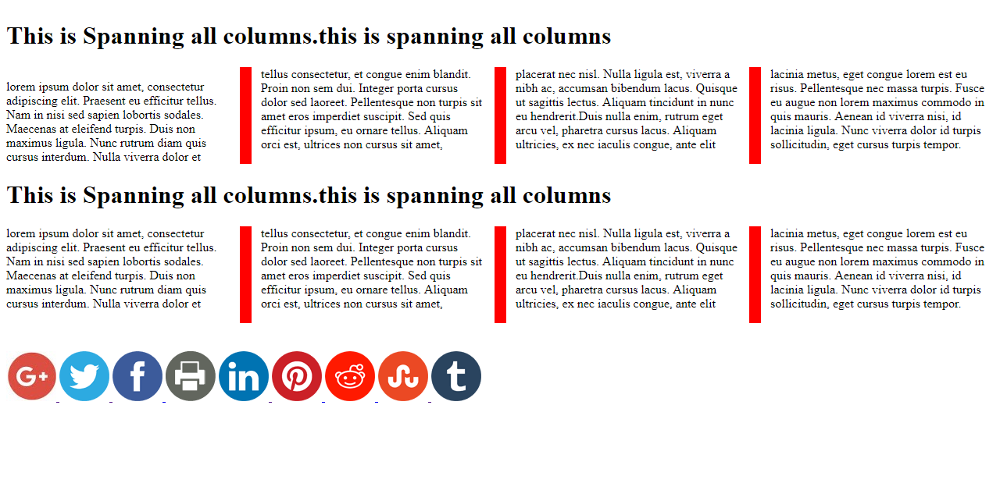 This is Spanning all columns.this is spanning all columns
lorem ipsum dolor sit amet, consectetur
adipiscing elit. Praesent eu efficitur tellus.
Nam in nisi sed sapien lobortis sodales.
Maecenas at eleifend turpis. Duis non
maximus ligula. Nunc rutrum diam quis
cursus interdum. Nulla viverra dolor et
tellus consectetur, et congue enim blandit.
Proin non sem dui. Integer porta cursus
dolor sed laoreet. Pellentesque non turpis sit
amet eros imperdiet suscipit. Sed quis
efficitur ipsum, eu ornare tellus. Aliquam
orci est, ultrices non cursus sit amet,
placerat nec nisl. Nulla ligula est, viverra a
nibh ac, accumsan bibendum lacus. Quisque
ut sagittis lectus. Aliquam tincidunt in nunc
eu hendrerit.Duis nulla enim, rutrum eget
arcu vel, pharetra cursus lacus. Aliquam
ultricies, ex nec iaculis congue, ante elit
lacinia metus, eget congue lorem est eu
risus. Pellentesque nec massa turpis. Fusce
eu augue non lorem maximus commodo in
quis mauris. Aenean id viverra nisi, id
lacinia ligula. Nunc viverra dolor id turpis
sollicitudin, eget cursus turpis tempor.
This is Spanning all columns.this is spanning all columns
lorem ipsum dolor sit amet, consectetur
adipiscing elit. Praesent eu efficitur tellus.
Nam in nisi sed sapien lobortis sodales.
Maecenas at eleifend turpis. Duis non
maximus ligula. Nunc rutrum diam quis
cursus interdum. Nulla viverra dolor et
tellus consectetur, et congue enim blandit.
Proin non sem dui. Integer porta cursus
dolor sed laoreet. Pellentesque non turpis sit
amet eros imperdiet suscipit. Sed quis
efficitur ipsum, eu ornare tellus. Aliquam
orci est, ultrices non cursus sit amet,
placerat nec nisl. Nulla ligula est, viverra a
nibh ac, accumsan bibendum lacus. Quisque
ut sagittis lectus. Aliquam tincidunt in nunc
eu hendrerit.Duis nulla enim, rutrum eget
arcu vel, pharetra cursus lacus. Aliquam
ultricies, ex nec iaculis congue, ante elit
lacinia metus, eget congue lorem est eu
risus. Pellentesque nec massa turpis. Fusce
eu augue non lorem maximus commodo in
quis mauris. Aenean id viverra nisi, id
lacinia ligula. Nunc viverra dolor id turpis
sollicitudin, eget cursus turpis tempor.
G+ f in t